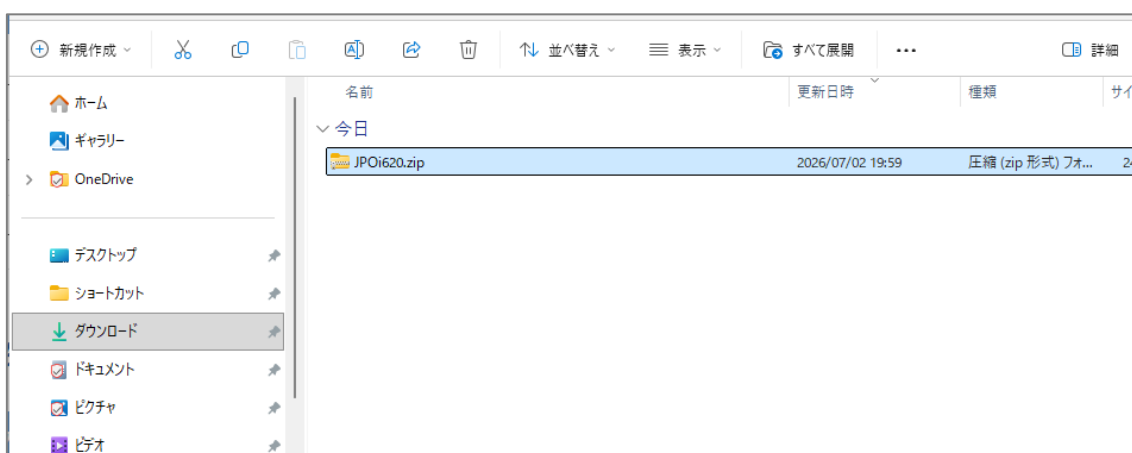 新規作成 並べ替え 表示 すべて展開 ... 詳細
名前 更新日時 種類 サイ
ホーム
ギャラリー
OneDrive
今日
JPOi620.zip 2026/07/02 19:59 圧縮 (zip 形式) フォ... 24
デスクトップ
ショートカット
ダウンロード
ドキュメント
ピクチャ
ビデオ